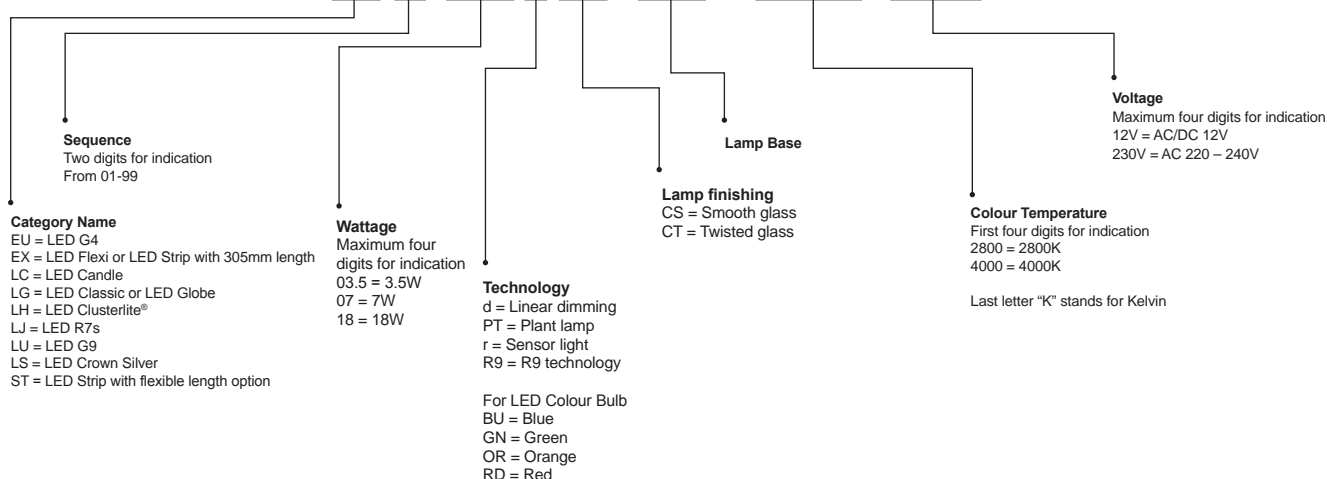 Sequence
Two digits for indication
From 01-99
Category Name
EU = LED G4
EX = LED Flexi or LED Strip with 305mm length
LC = LED Candle
LG = LED Classic or LED Globe
LH = LED Clusterlite®
LJ = LED R7s
LU = LED G9
LS = LED Crown Silver
ST = LED Strip with flexible length option
Wattage
Maximum four
digits for indication
03.5 = 3.5W
07 = 7W
18 = 18W
Technology
d = Linear dimming
PT = Plant lamp
r = Sensor light
R9 = R9 technology
For LED Colour Bulb
BU = Blue
GN = Green
OR = Orange
RD = Red
Lamp finishing
CS = Smooth glass
CT = Twisted glass
Lamp Base
Colour Temperature
First four digits for indication
2800 = 2800K
4000 = 4000K
Last letter “K” stands for Kelvin
Voltage
Maximum four digits for indication
12V = AC/DC 12V
230V = AC 220 – 240V